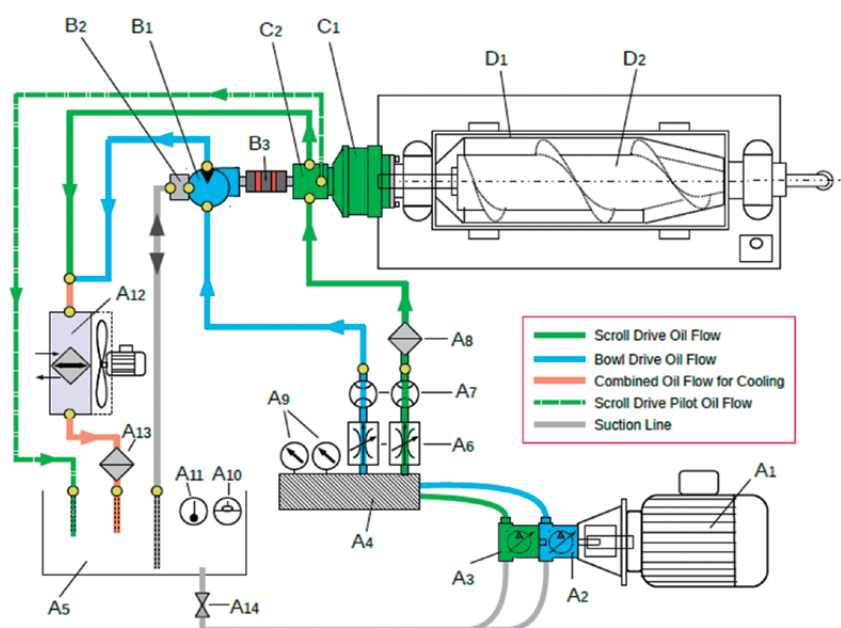 B2
B1
C2
C1
D1
D2
B3
A12
A8
A7
A9
A6
A13
A11
A10
A1
A4
A3
A2
A5
A14
Scroll Drive Oil Flow
Bowl Drive Oil Flow
Combined Oil Flow for Cooling
Scroll Drive Pilot Oil Flow
Suction Line